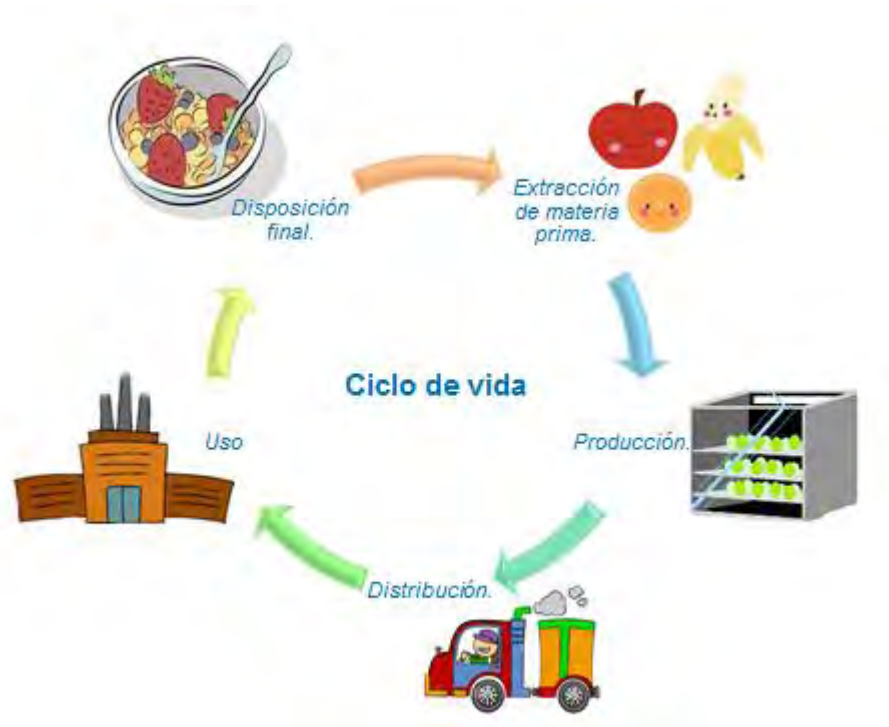 Disposición
final.
Extracción
de materia
prima.
Ciclo de vida
Uso
Producción.
Distribución.